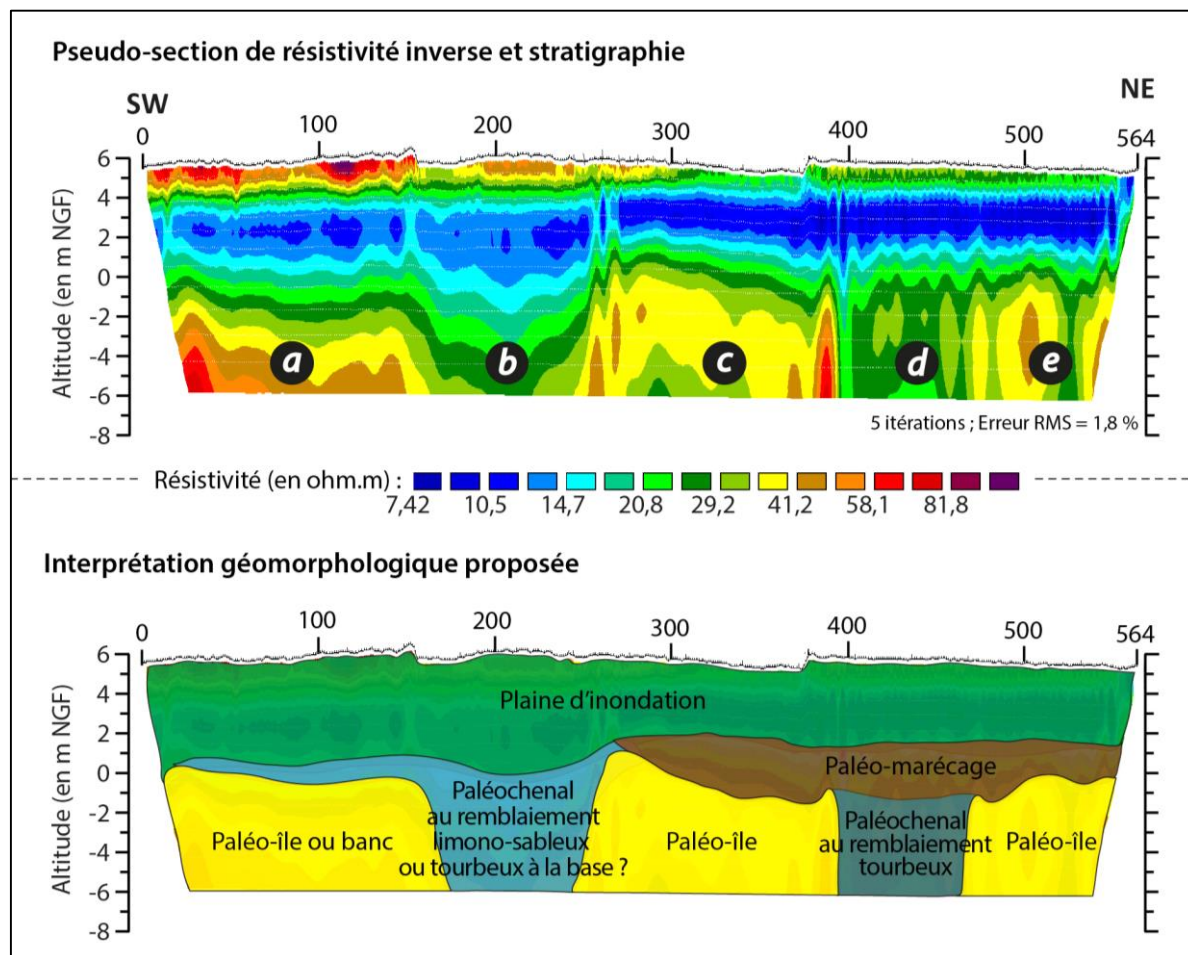 Pseudo-section de résistivité inverse et stratigraphie
SW NE
0 100 200 300 400 500 564
6
4
2
0
-2
-4
-6
-8
Altitude (en m NGF)
a b c d e
5 itérations ; Erreur RMS = 1,8 %
Résistivité (en ohm.m) :
7,42 10,5 14,7 20,8 29,2 41,2 58,1 81,8
Interprétation géomorphologique proposée
0 100 200 300 400 500 564
6
4
2
0
-2
-4
-6
-8
Altitude (en m NGF)
Plaine d'inondation
Paléo-marécage
Paléo-île ou banc
Paléochenal
au remblaiement
limono-sableux
ou tourbeux à la base ?
Paléo-île
Paléochenal
au remblaiement
tourbeux
Paléo-île